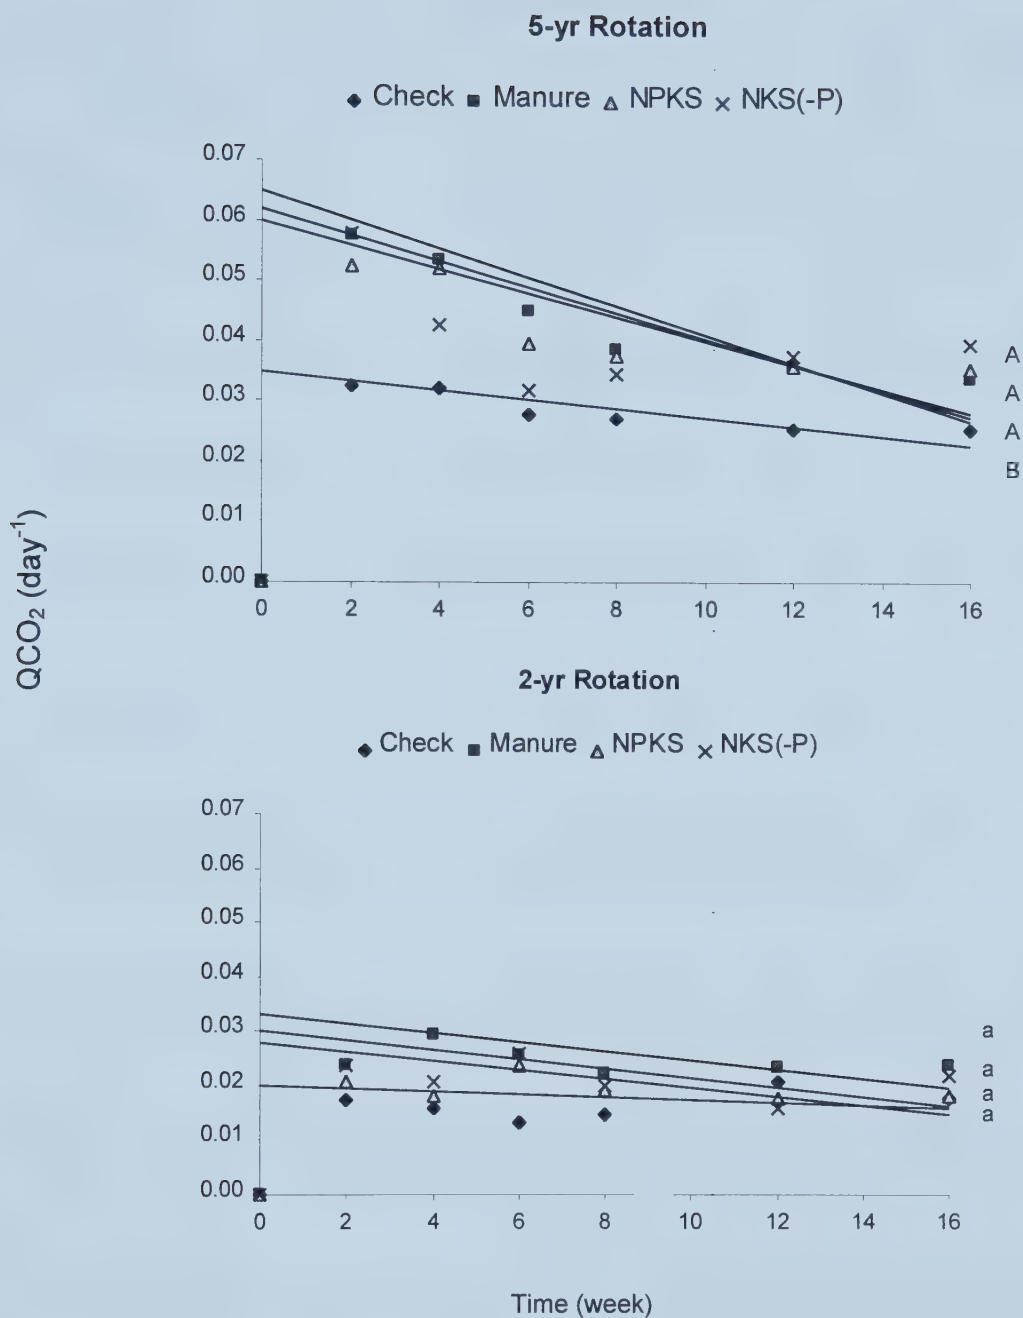 5-yr Rotation
Check Manure NPKS NKS(-P)
0.07
0.06
0.05
0.04
0.03
0.02
0.01
0.00
A
A
A
B
0 2 4 6 8 10 12 14 16
QCO₂ (day⁻¹)
2-yr Rotation
Check Manure NPKS NKS(-P)
0.07
0.06
0.05
0.04
0.03
0.02
0.01
0.00
a
a
a
a
0 2 4 6 8 10 12 14 16
Time (week)